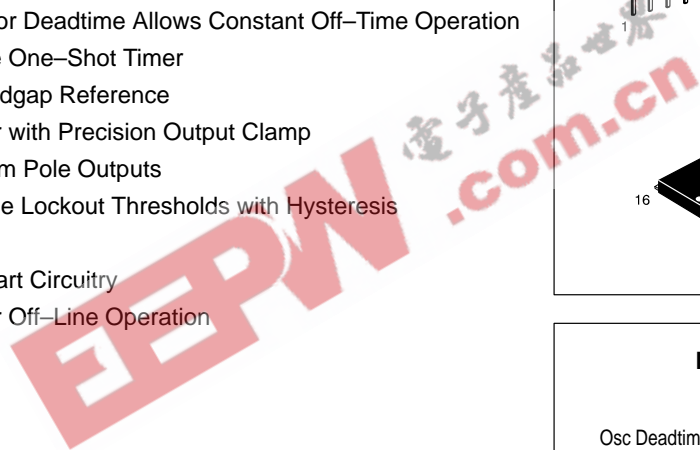 or Deadtime Allows Constant Off–Time Operation
e One–Shot Timer
dgap Reference
r with Precision Output Clamp
m Pole Outputs
e Lockout Thresholds with Hysteresis
art Circuitry
r Off–Line Operation
1
16
Osc Deadtim
EEPW 电子产品世界 .com.cn